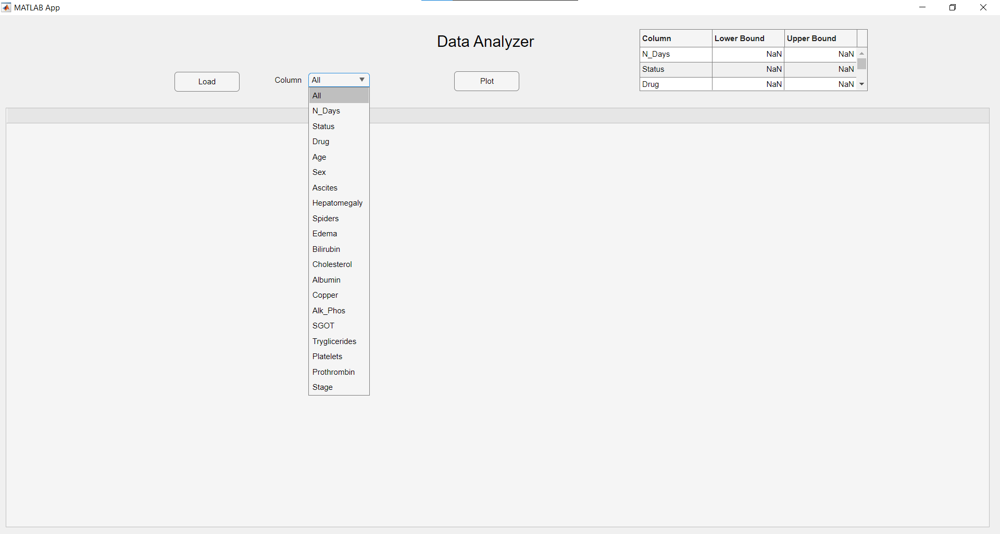 MATLAB App
Data Analyzer
Load
Column
All
Plot
Column Lower Bound Upper Bound
N_Days NaN NaN
Status NaN NaN
Drug NaN NaN
All
N_Days
Status
Drug
Age
Sex
Ascites
Hepatomegaly
Spiders
Edema
Bilirubin
Cholesterol
Albumin
Copper
Alk_Phos
SGOT
Tryglicerides
Platelets
Prothrombin
Stage